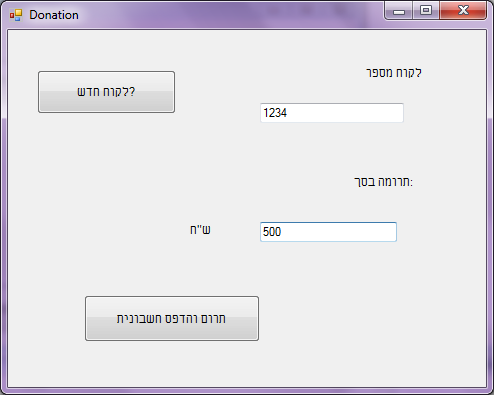 Donation
לקוח מספר
לקוח חדש?
1234
תרומה בסך:
500
ש"ח
תרום והדפס חשבונית